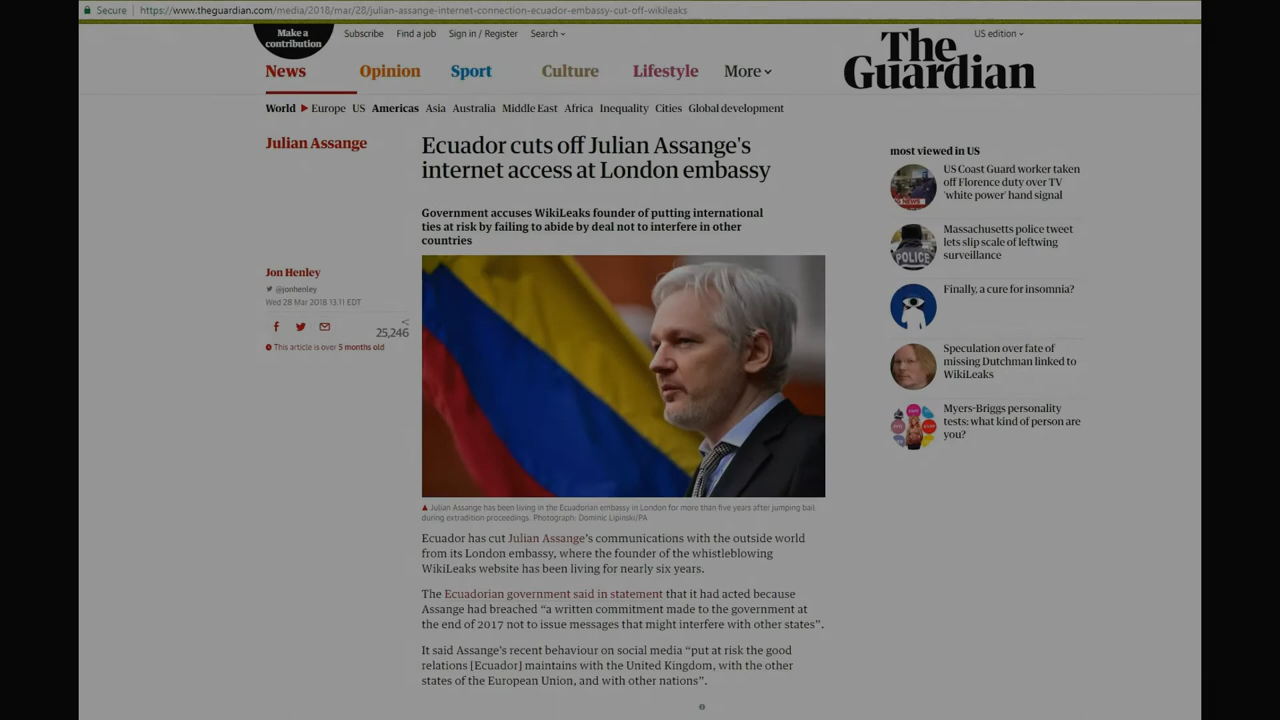 Secure https://www.theguardian.com/media/2018/mar/28/julian-assange-internet-connection-ecuador-embassy-cut-off-wikileaks
Make a
contribution
Subscribe Find a job Sign in / Register Search
US edition
The
Guardian
News Opinion Sport Culture Lifestyle More
World Europe US Americas Asia Australia Middle East Africa Inequality Cities Global development
Julian Assange
Ecuador cuts off Julian Assange's
internet access at London embassy
Government accuses WikiLeaks founder of putting international
ties at risk by failing to abide by deal not to interfere in other
countries
Jon Henley
@jonhenley
Wed 28 Mar 2018 13.11 EDT
25,246
This article is over 5 months old
Julian Assange has been living in the Ecuadorian embassy in London for more than five years after jumping bail
during extradition proceedings. Photograph: Dominic Lipinski/PA
Ecuador has cut Julian Assange's communications with the outside world
from its London embassy, where the founder of the whistleblowing
WikiLeaks website has been living for nearly six years.
The Ecuadorian government said in statement that it had acted because
Assange had breached “a written commitment made to the government at
the end of 2017 not to issue messages that might interfere with other states”.
It said Assange's recent behaviour on social media “put at risk the good
relations [Ecuador] maintains with the United Kingdom, with the other
states of the European Union, and with other nations”.
most viewed in US
US Coast Guard worker taken
off Florence duty over TV
'white power' hand signal
Massachusetts police tweet
lets slip scale of leftwing
surveillance
POLICE
Finally, a cure for insomnia?
Speculation over fate of
missing Dutchman linked to
WikiLeaks
Myers-Briggs personality
tests: what kind of person are
you?